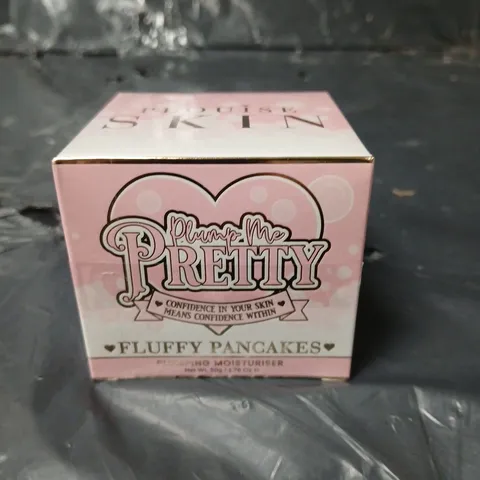 SKIN
Plump Me
PRETTY
CONFIDENCE IN YOUR SKIN
MEANS CONFIDENCE WITHIN
FLUFFY PANCAKES
MOISTURISER